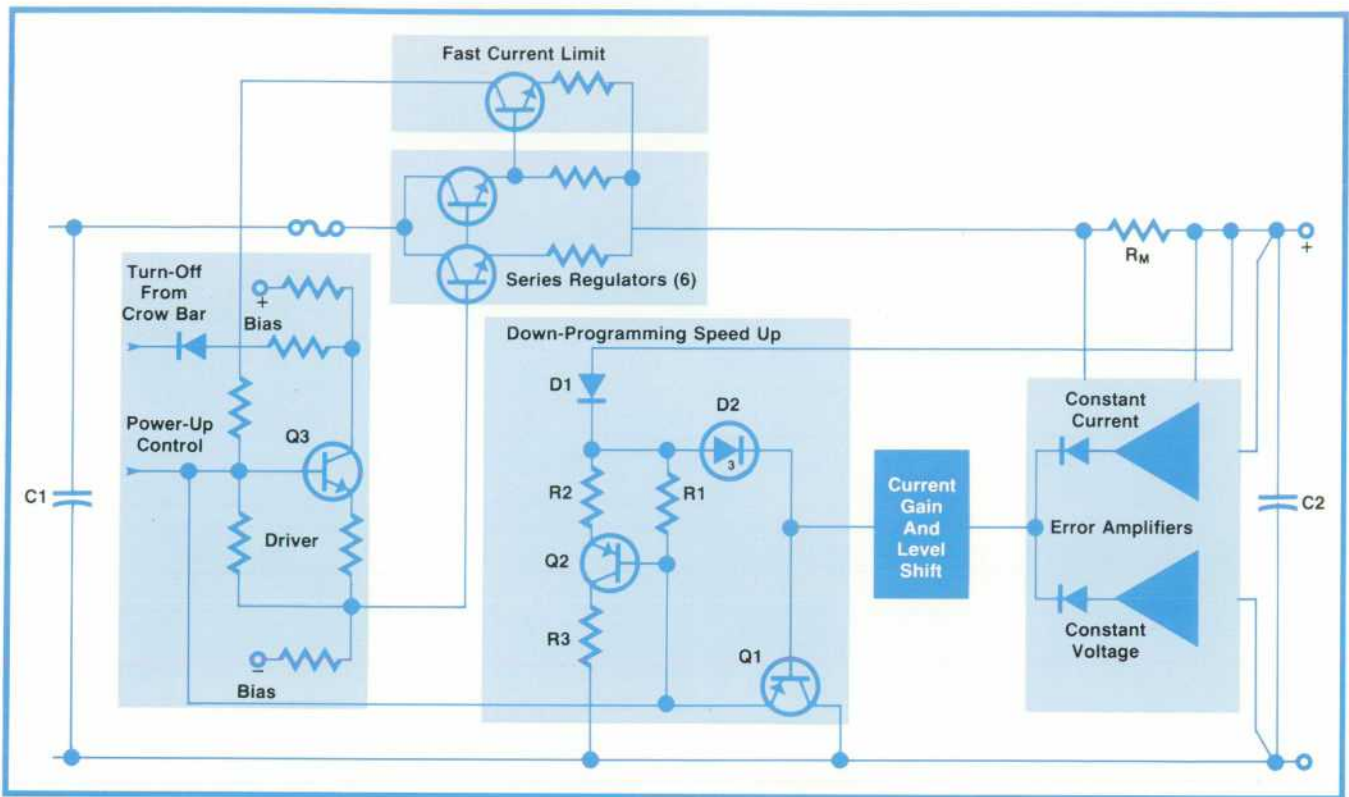 Fast Current Limit
Series Regulators (6)
Turn-Off
From
Crow Bar
+
Bias
Power-Up
Control
Q3
C1
Driver
–
Bias
Down-Programming Speed Up
D1
D2
3
R2
R1
Q2
R3
Q1
Current
Gain
And
Level
Shift
RM
+
Constant
Current
Error Amplifiers
Constant
Voltage
C2